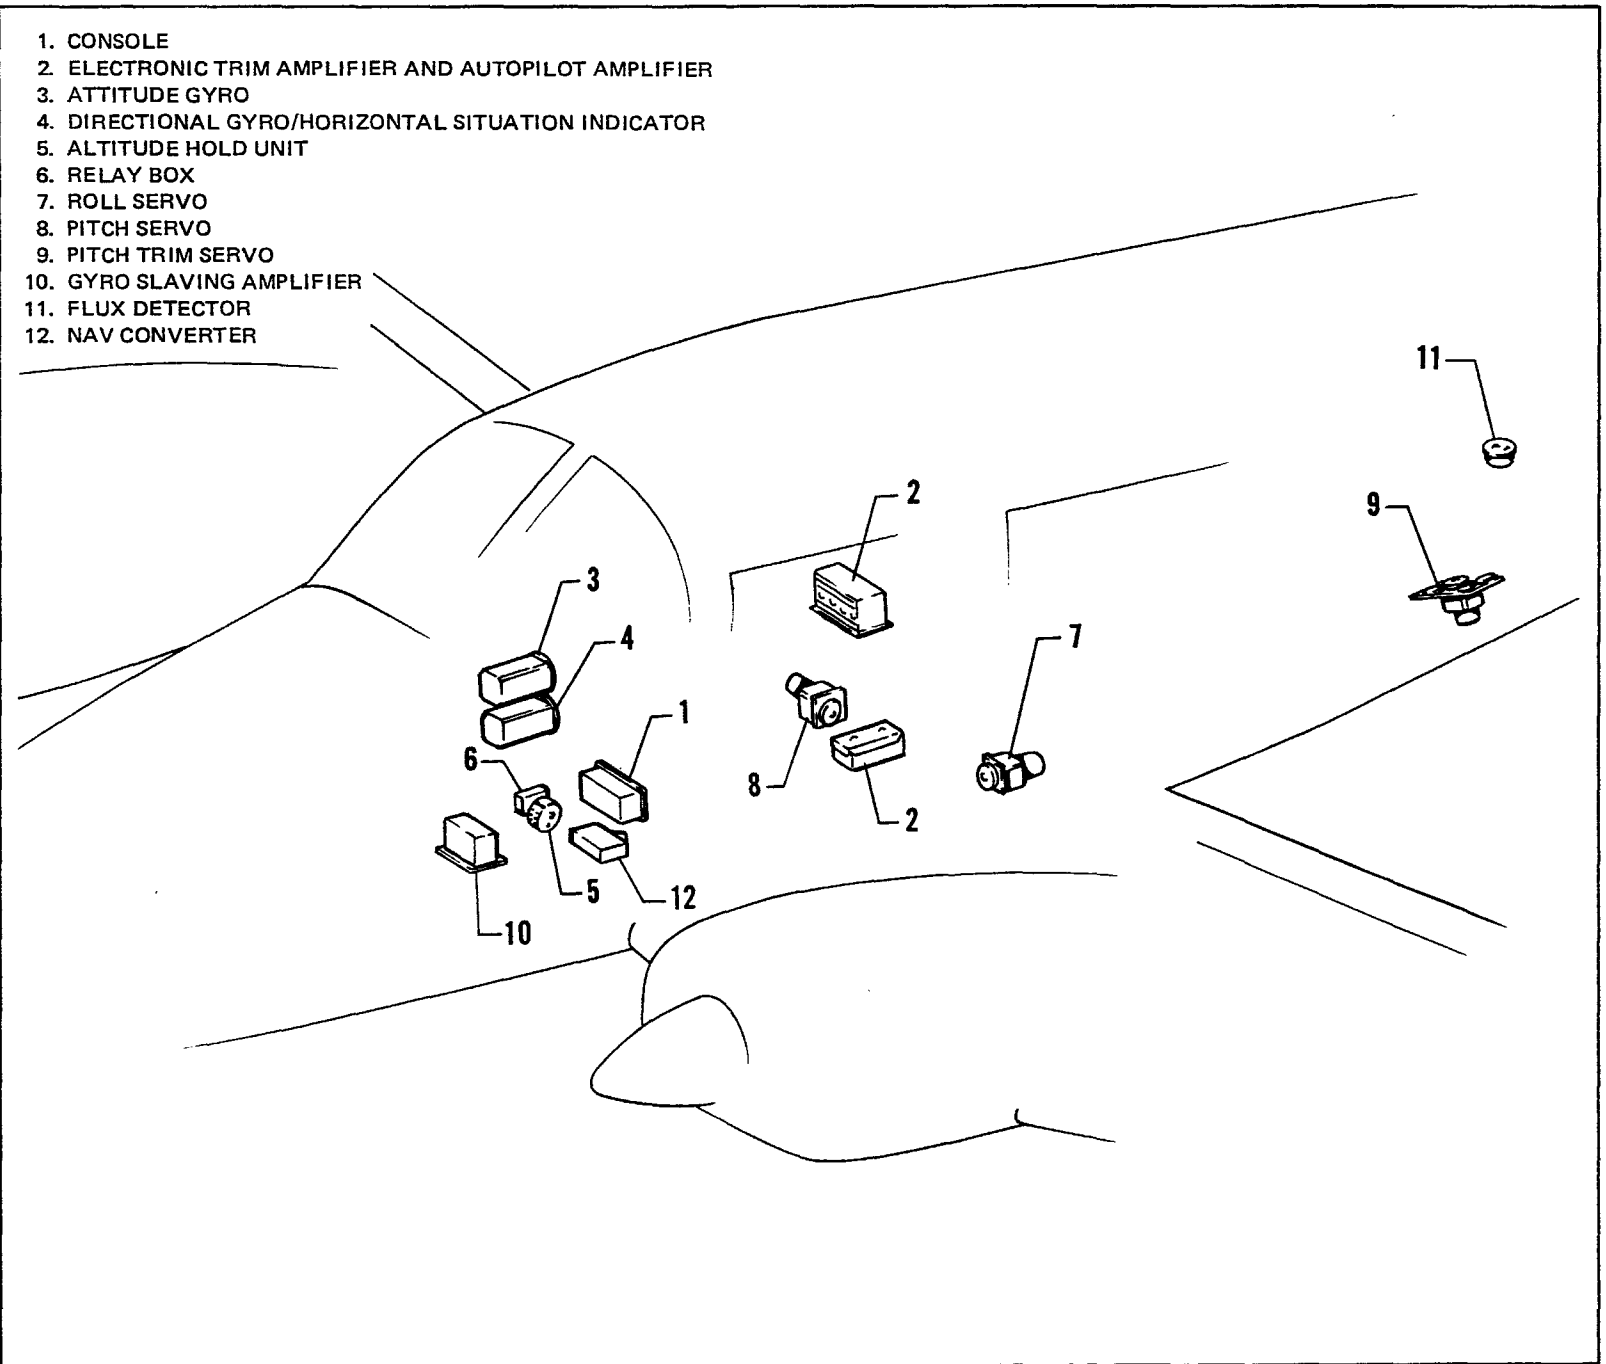 1. CONSOLE
2. ELECTRONIC TRIM AMPLIFIER AND AUTOPILOT AMPLIFIER
3. ATTITUDE GYRO
4. DIRECTIONAL GYRO/HORIZONTAL SITUATION INDICATOR
5. ALTITUDE HOLD UNIT
6. RELAY BOX
7. ROLL SERVO
8. PITCH SERVO
9. PITCH TRIM SERVO
10. GYRO SLAVING AMPLIFIER
11. FLUX DETECTOR
12. NAV CONVERTER
11
2
9
3
4
7
1
6
8
2
5
12
10